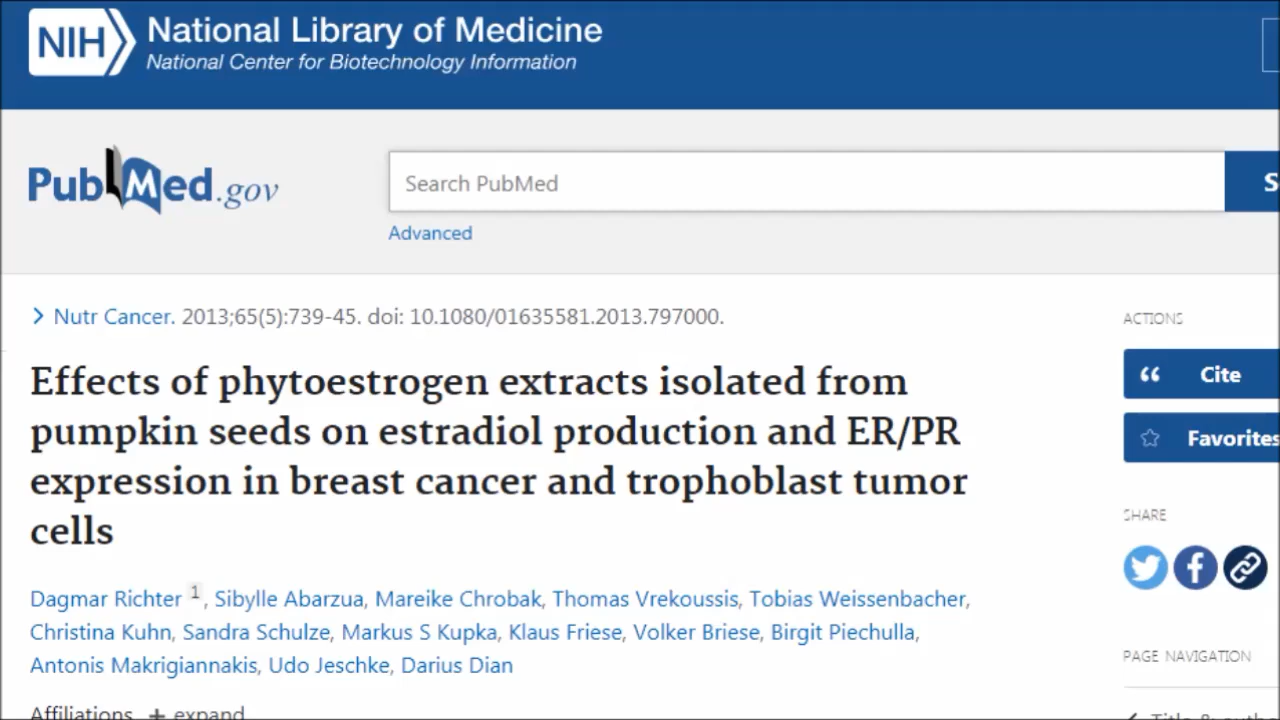 NIH National Library of Medicine
National Center for Biotechnology Information
PubMed.gov
Search PubMed
S
Advanced
Nutr Cancer. 2013;65(5):739-45. doi: 10.1080/01635581.2013.797000.
ACTIONS
Effects of phytoestrogen extracts isolated from
pumpkin seeds on estradiol production and ER/PR
expression in breast cancer and trophoblast tumor
cells
Cite
Favorites
SHARE
Dagmar Richter 1, Sibylle Abarzua, Mareike Chrobak, Thomas Vrekoussis, Tobias Weissenbacher,
Christina Kuhn, Sandra Schulze, Markus S Kupka, Klaus Friese, Volker Briese, Birgit Piechulla,
Antonis Makrigiannakis, Udo Jeschke, Darius Dian
PAGE NAVIGATION
Affiliations + expand
Title & auth